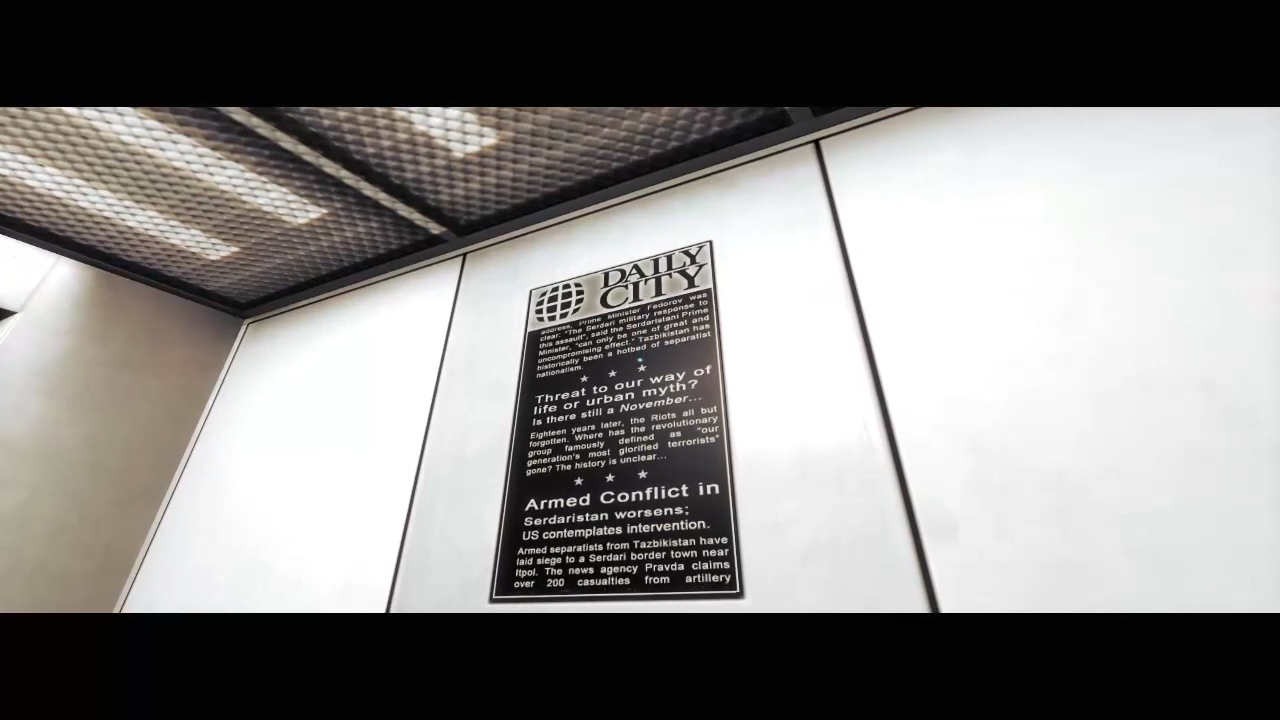 DAILY
CITY
address, Prime Minister Fedorov was
clear. "The Serdari military response to
this assault", said the Serdaristani Prime
Minister, "can only be one of great and
uncompromising effect." Tazbikistan has
historically been a hotbed of separatist
nationalism.
Threat to our way of
life or urban myth?
Is there still a November...
Eighteen years later, the Riots all but
forgotten. Where has the revolutionary
group famously defined as "our
generation's most glorified terrorists"
gone? The history is unclear...
Armed Conflict in
Serdaristan worsens;
US contemplates intervention.
Armed separatists from Tazbikistan have
laid siege to a Serdari border town near
Itpol. The news agency Pravda claims
over 200 casualties from artillery